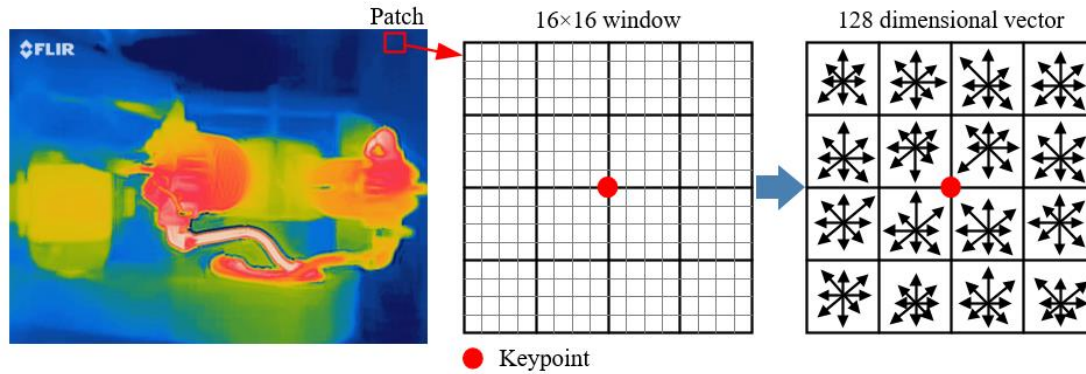 Patch
16×16 window
128 dimensional vector
FLIR
Keypoint